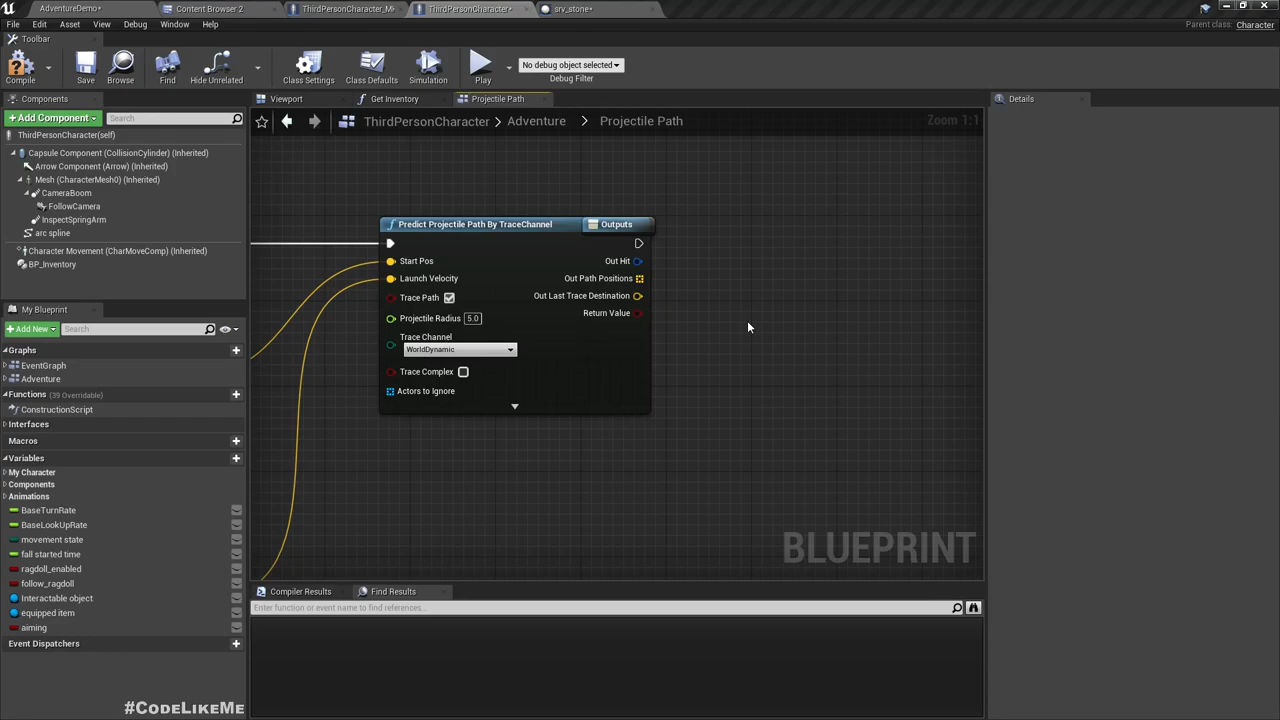 AdventureDemo*
Content Browser 2
ThirdPersonCharacter_M
ThirdPersonCharacter*
srv_stone*
File Edit Asset View Debug Window Help
Parent class: Character
Toolbar
Compile
Save
Browse
Find
Hide Unrelated
Class Settings
Class Defaults
Simulation
Play
No debug object selected
Debug Filter
Components
+Add Component
Search
ThirdPersonCharacter(self)
Capsule Component (CollisionCylinder) (Inherited)
Arrow Component (Arrow) (Inherited)
Mesh (CharacterMesh0) (Inherited)
CameraBoom
FollowCamera
InspectSpringArm
arc spline
Character Movement (CharMoveComp) (Inherited)
BP_Inventory
My Blueprint
+Add New
Search
Graphs
EventGraph
Adventure
Functions (39 Overridable)
ConstructionScript
Interfaces
Macros
Variables
My Character
Components
Animations
BaseTurnRate
BaseLookUpRate
movement state
fall started time
ragdoll_enabled
follow_ragdoll
Interactable object
equipped item
aiming
Event Dispatchers
Viewport
Get Inventory
Projectile Path
ThirdPersonCharacter > Adventure > Projectile Path
Zoom 1:1
Predict Projectile Path By TraceChannel
Outputs
Start Pos
Out Hit
Launch Velocity
Out Path Positions
Trace Path
Out Last Trace Destination
Projectile Radius 5.0
Return Value
Trace Channel
WorldDynamic
Trace Complex
Actors to Ignore
BLUEPRINT
Compiler Results
Find Results
Enter function or event name to find references...
Details
#CodeLikeMe